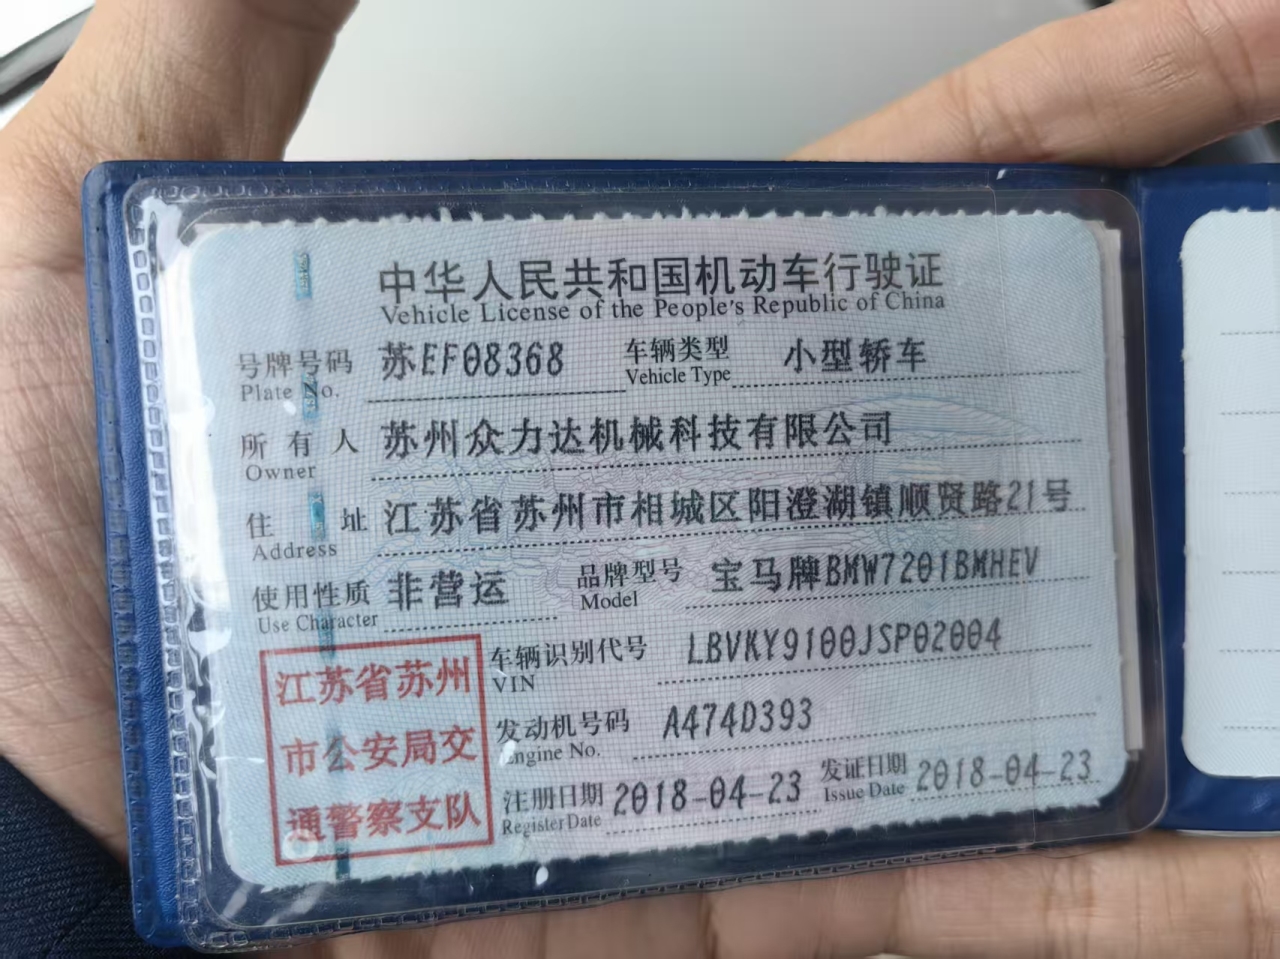 中华人民共和国机动车行驶证
Vehicle License of the People's Republic of China
号牌号码 苏EF08368 车辆类型 小型轿车
Plate No. Vehicle Type
所有人 苏州众力达机械科技有限公司
Owner
住址 江苏省苏州市相城区阳澄湖镇顺贤路21号
Address
使用性质 非营运 品牌型号 宝马牌BMW7201BMHEV
Use Character Model
车辆识别代号 LBVKY9100JSP02004
VIN
发动机号码 A474D393
Engine No.
注册日期 2018-04-23 发证日期 2018-04-23
Register Date Issue Date
江苏省苏州
市公安局交
通警察支队